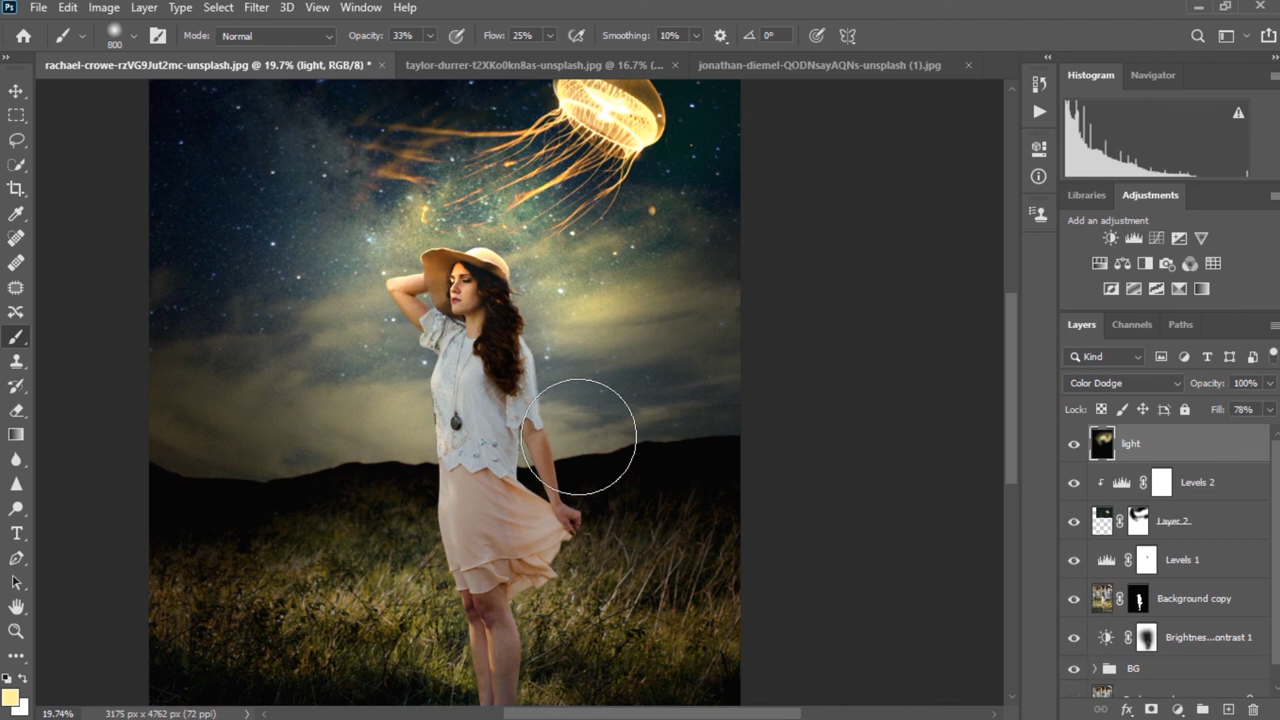 Ps File Edit Image Layer Type Select Filter 3D View Window Help
800 Mode: Normal Opacity: 33% Flow: 25% Smoothing: 10% 0°
rachael-crowe-rzVG9Jut2mc-unsplash.jpg @ 19.7% (light, RGB/8) * × taylor-durrer-t2XKo0kn8as-unsplash.jpg @ 16.7% (... × jonathan-diemel-QODNsayAQNs-unsplash (1).jpg ×
Histogram Navigator
Libraries Adjustments
Add an adjustment
Layers Channels Paths
Kind
Color Dodge Opacity: 100%
Lock: Fill: 78%
light
Levels 2
Layer 2
Levels 1
Background copy
Brightnes...ontrast 1
BG
fx
19.74% 3175 px x 4762 px (72 ppi)